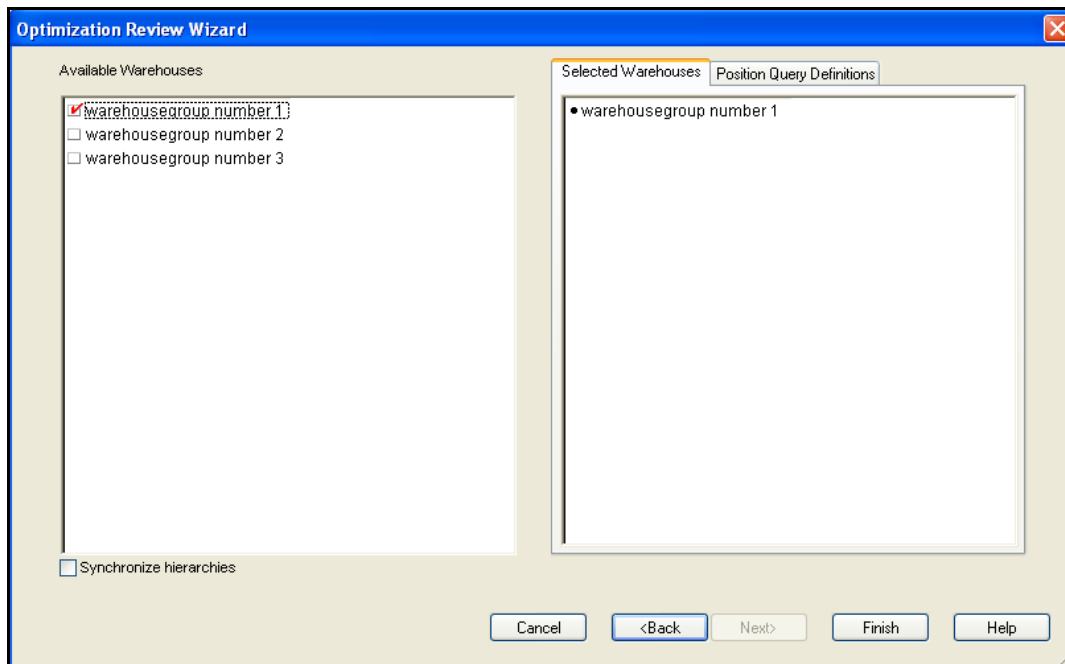 Optimization Review Wizard
Available Warehouses
warehousegroup number 1
warehousegroup number 2
warehousegroup number 3
Synchronize hierarchies
Selected Warehouses
Position Query Definitions
warehousegroup number 1
Cancel
<Back
Next>
Finish
Help